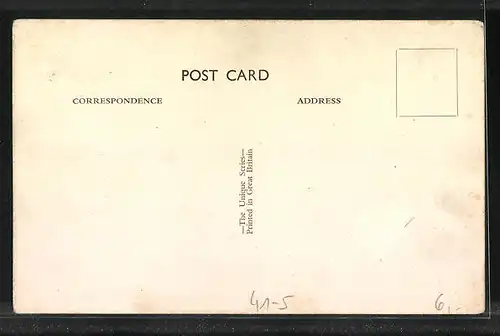 POST CARD
CORRESPONDENCE
ADDRESS
—The Unique Series—
Printed in Great Britain
41-5
6,-